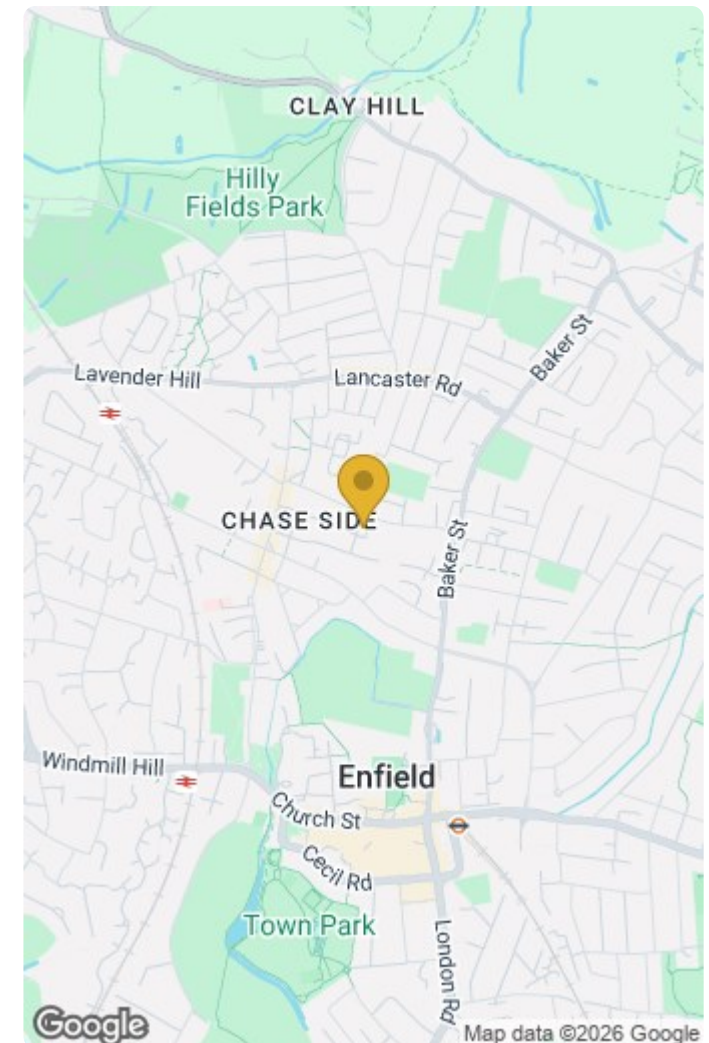 CLAY HILL
Hilly
Fields Park
Baker St
Lavender Hill
Lancaster Rd
CHASE SIDE
Baker St
Windmill Hill
Enfield
Church St
Cecil Rd
Town Park
London Rd
Google
Map data ©2026 Google